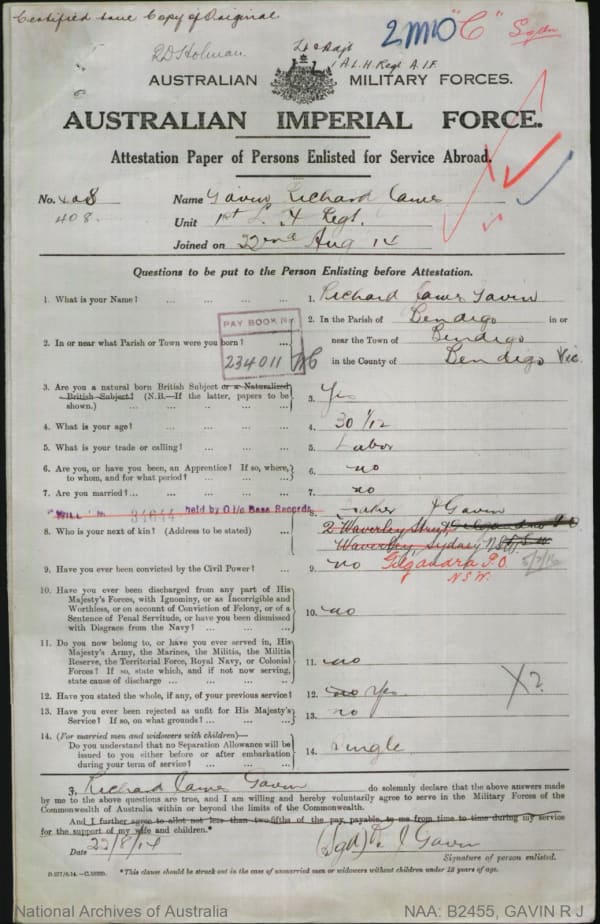 Certified true Copy of Original
2 MD "C" Sqdn
R D Holman Lt & Adjt
1 A.L.H. Regt A.I.F.
AUSTRALIAN MILITARY FORCES.
AUSTRALIAN IMPERIAL FORCE.
Attestation Paper of Persons Enlisted for Service Abroad.
No. 408 Name Gavin Richard James
408. Unit 1st L. H Regt.
Joined on 22nd Aug 14
Questions to be put to the Person Enlisting before Attestation.
1. What is your Name? ... 1. Richard James Gavin
PAY BOOK Nr.
234011
2. In or near what Parish or Town were you born? ... 2. In the Parish of Bendigo in or
near the Town of Bendigo
in the County of Bendigo Vic
3. Are you a natural born British Subject or a Naturalized
British Subject? (N.B.—If the latter, papers to be
shown.) ... 3. Yes
4. What is your age? ... 4. 30 1/12
5. What is your trade or calling? ... 5. Labor
6. Are you, or have you been, an Apprentice? If so, where,
to whom, and for what period? ... 6. no
7. Are you married? ... 7. no
"WILL" held by O i/c Base Records
8. Who is your next of kin? (Address to be stated) ... 8. Father J Gavin
2 Waverley Street,
Waverley, Sydney N.S.W.
Gilgandra P.O.
N.S.W.
9. Have you ever been convicted by the Civil Power? ... 9. no
10. Have you ever been discharged from any part of His
Majesty's Forces, with Ignominy, or as Incorrigible and
Worthless, or on account of Conviction of Felony, or of a
Sentence of Penal Servitude, or have you been dismissed
with Disgrace from the Navy? ... 10. no
11. Do you now belong to, or have you ever served in, His
Majesty's Army, the Marines, the Militia, the Militia
Reserve, the Territorial Force, Royal Navy, or Colonial
Forces? If so, state which, and if not now serving,
state cause of discharge ... 11. no
12. Have you stated the whole, if any, of your previous service? 12. no Yes X?
13. Have you ever been rejected as unfit for His Majesty's
Service? If so, on what grounds? ... 13. no
14. (For married men and widowers with children)—
Do you understand that no Separation Allowance will be
issued to you either before or after embarkation
during your term of service? ... 14. Single
I, Richard James Gavin do solemnly declare that the above answers made
by me to the above questions are true, and I am willing and hereby voluntarily agree to serve in the Military Forces of the
Commonwealth of Australia within or beyond the limits of the Commonwealth.
And I further agree to allot not less than two-fifths of the pay, payable to me from time to time during my service
for the support of my wife and children.*
Date 22/8/14 (Sgd) R J Gavin
Signature of person enlisted.
*This clause should be struck out in the case of unmarried men or widowers without children under 18 years of age.
National Archives of Australia NAA: B2455, GAVIN R J